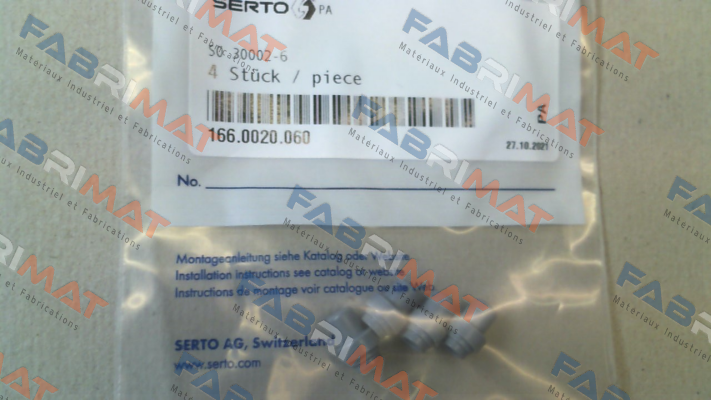 SERTO PA
SO 30002-6
4 Stück / piece
166.0020.060
PA
27.10.2021
No.
Montageanleitung siehe Katalog oder
Installation instructions see catalog or website
Instructions de montage voir catalogue ou site Web
SERTO AG, Switzerland
www.serto.com
FABRIMAT
Materiaux Industriel et Fabrications